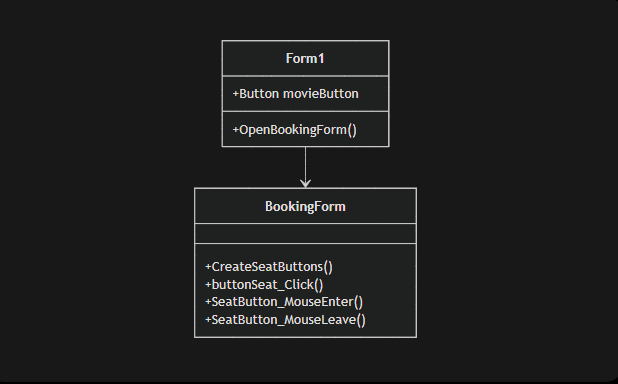 Form1
+Button movieButton
+OpenBookingForm()
BookingForm
+CreateSeatButtons()
+buttonSeat_Click()
+SeatButton_MouseEnter()
+SeatButton_MouseLeave()